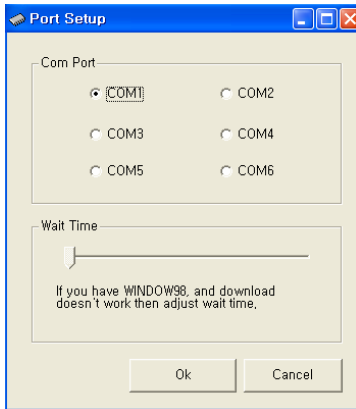 Port Setup
Com Port
COM1 COM2
COM3 COM4
COM5 COM6
Wait Time
If you have WINDOW98, and download
doesn't work then adjust wait time,
Ok Cancel